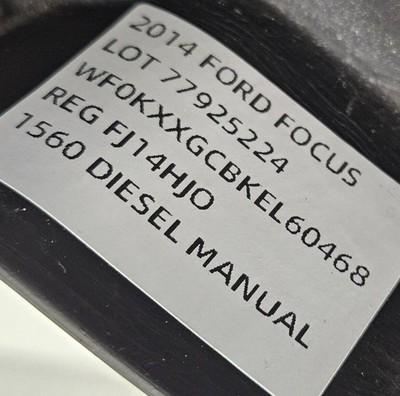 2014 FORD FOCUS
LOT 77925224
WF0KXXGCBKEL60468
REG FJ14HJO
1560 DIESEL MANUAL